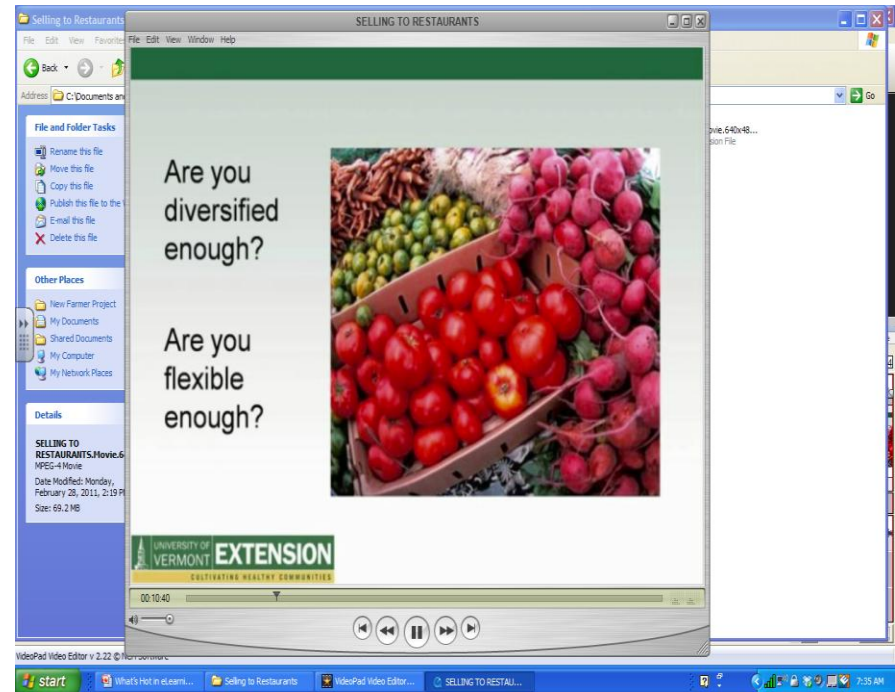 Selling to Restaurants
SELLING TO RESTAURANTS
File Edit View Favorites
File Edit View Window Help
Back
Address C:\Documents an
Go
File and Folder Tasks
Rename this file
Move this file
Copy this file
Publish this file to the
E-mail this file
Delete this file
Other Places
New Farmer Project
My Documents
Shared Documents
My Computer
My Network Places
Details
SELLING TO
RESTAURANTS.Movie.6
MPEG-4 Movie
Date Modified: Monday,
February 28, 2011, 2:19 P
Size: 69.2 MB
ovie.640x48...
sion File
Are you
diversified
enough?
Are you
flexible
enough?
UNIVERSITY OF
VERMONT EXTENSION
CULTIVATING HEALTHY COMMUNITIES
00:10:40
VideoPad Video Editor v 2.22 ©
start
What's Hot in eLearni...
Selling to Restaurants
VideoPad Video Editor...
SELLING TO RESTAU...
7:35 AM